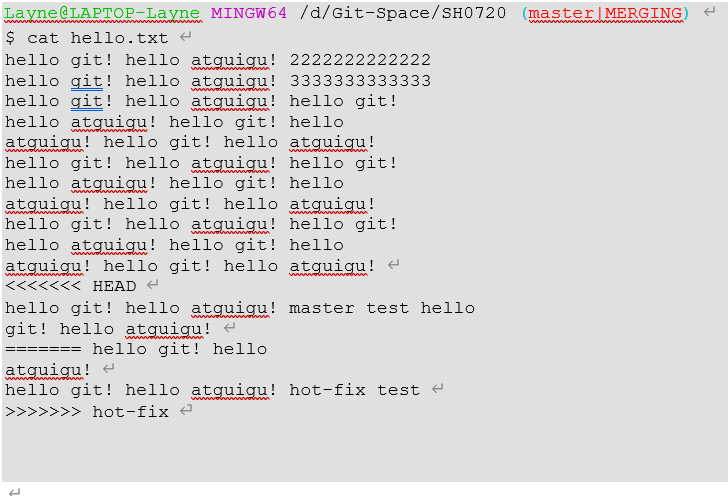 Layne@LAPTOP-Layne MINGW64 /d/Git-Space/SH0720 (master|MERGING) ↵
$ cat hello.txt ↵
hello git! hello atguigu! 2222222222222
hello git! hello atguigu! 3333333333333
hello git! hello atguigu! hello git!
hello atguigu! hello git! hello
atguigu! hello git! hello atguigu!
hello git! hello atguigu! hello git!
hello atguigu! hello git! hello
atguigu! hello git! hello atguigu!
hello git! hello atguigu! hello git!
hello atguigu! hello git! hello
atguigu! hello git! hello atguigu! ↵
<<<<<<< HEAD ↵
hello git! hello atguigu! master test hello
git! hello atguigu! ↵
======= hello git! hello
atguigu! ↵
hello git! hello atguigu! hot-fix test ↵
>>>>>>> hot-fix ↵
↵